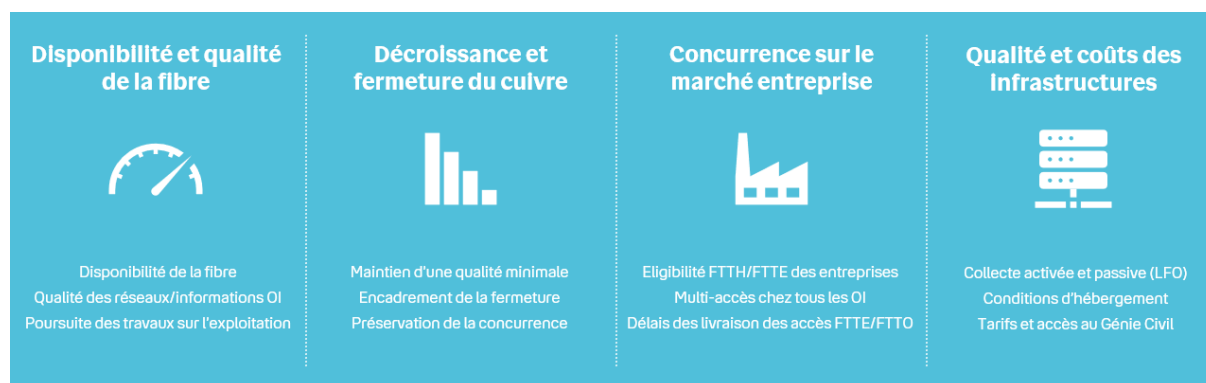 Disponibilité et qualité
de la fibre
Disponibilité de la fibre
Qualité des réseaux/informations OI
Poursuite des travaux sur l'exploitation
Décroissance et
fermeture du cuivre
Maintien d'une qualité minimale
Encadrement de la fermeture
Préservation de la concurrence
Concurrence sur le
marché entreprise
Eligibilité FTTH/FTTE des entreprises
Multi-accès chez tous les OI
Délais des livraison des accès FTTE/FTTO
Qualité et coûts des
infrastructures
Collecte activée et passive (LFO)
Conditions d'hébergement
Tarifs et accès au Génie Civil